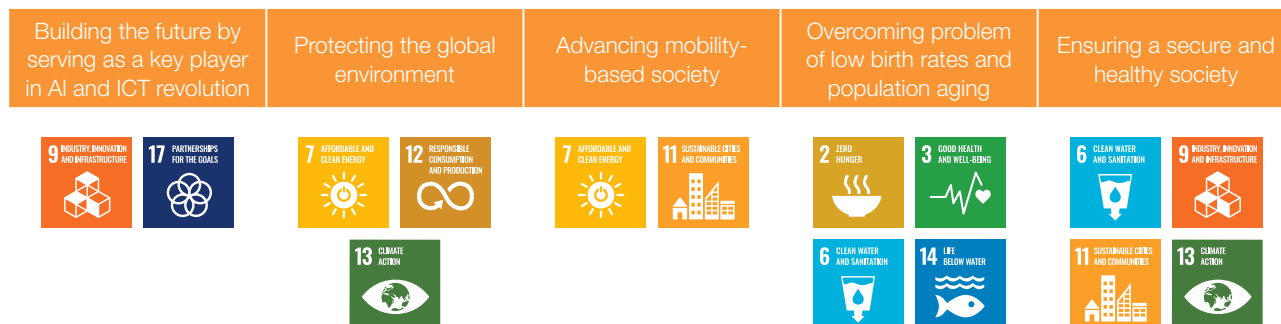 Building the future by
serving as a key player
in AI and ICT revolution
Protecting the global
environment
Advancing mobility-
based society
Overcoming problem
of low birth rates and
population aging
Ensuring a secure and
healthy society
9 INDUSTRY, INNOVATION
AND INFRASTRUCTURE
17 PARTNERSHIPS
FOR THE GOALS
7 AFFORDABLE AND
CLEAN ENERGY
12 RESPONSIBLE
CONSUMPTION
AND PRODUCTION
13 CLIMATE
ACTION
7 AFFORDABLE AND
CLEAN ENERGY
11 SUSTAINABLE CITIES
AND COMMUNITIES
2 ZERO
HUNGER
3 GOOD HEALTH
AND WELL-BEING
6 CLEAN WATER
AND SANITATION
14 LIFE
BELOW WATER
6 CLEAN WATER
AND SANITATION
9 INDUSTRY, INNOVATION
AND INFRASTRUCTURE
11 SUSTAINABLE CITIES
AND COMMUNITIES
13 CLIMATE
ACTION